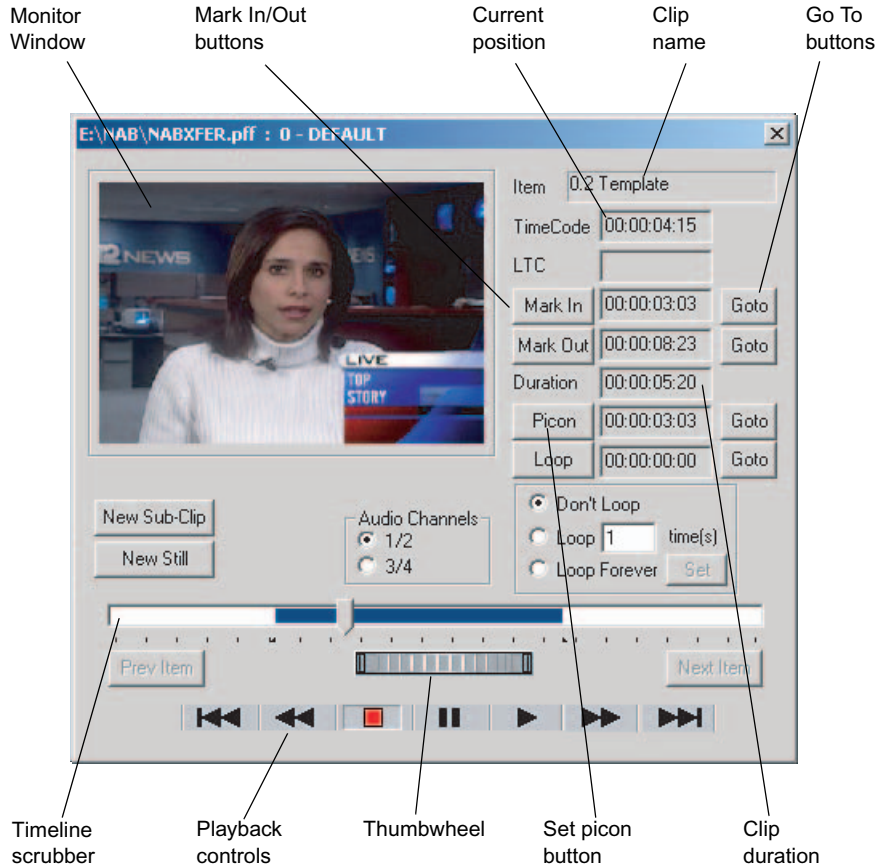 Monitor Window
Mark In/Out buttons
Current position
Clip name
Go To buttons
E:\NAB\NABXFER.pff : 0 - DEFAULT
Item 0.2 Template
TimeCode 00:00:04:15
LTC
Mark In 00:00:03:03 Goto
Mark Out 00:00:08:23 Goto
Duration 00:00:05:20
Picon 00:00:03:03 Goto
Loop 00:00:00:00 Goto
12 NEWS
LIVE
TOP
STORY
New Sub-Clip
New Still
Audio Channels
1/2
3/4
Don't Loop
Loop 1 time(s)
Loop Forever Set
Prev Item
Next Item
Timeline scrubber
Playback controls
Thumbwheel
Set picon button
Clip duration